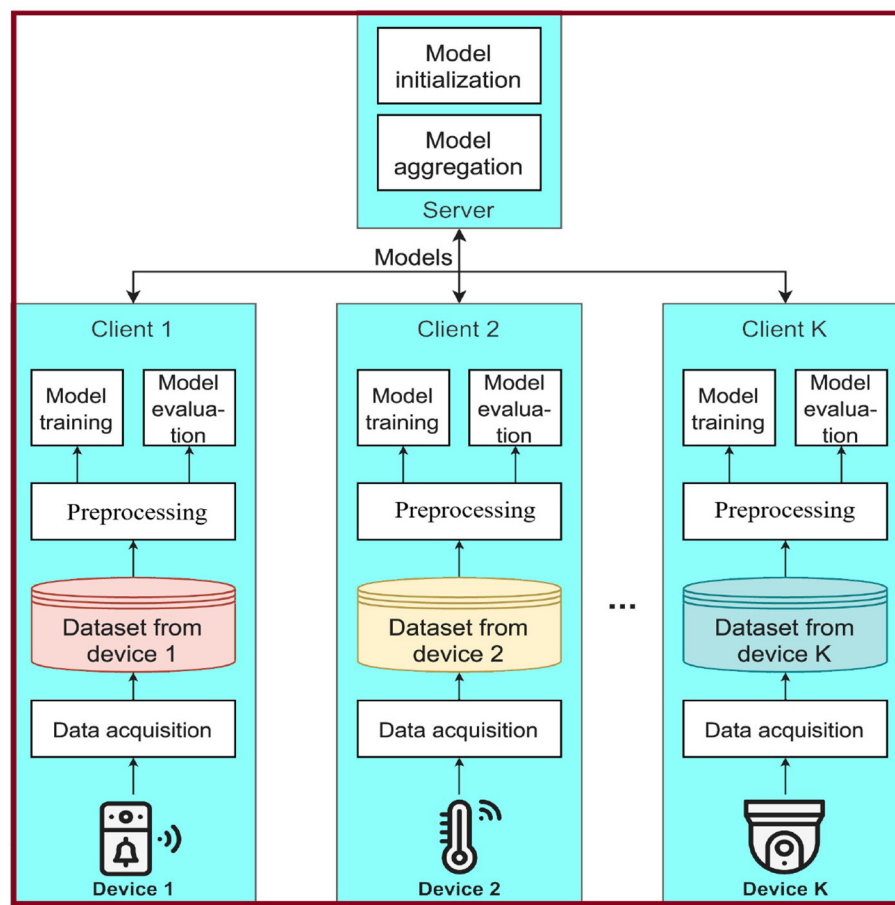 Model
initialization
Model
aggregation
Server
Models
Client 1
Model
training
Model
evalua-
tion
Preprocessing
Dataset from
device 1
Data acquisition
Device 1
Client 2
Model
training
Model
evalua-
tion
Preprocessing
Dataset from
device 2
Data acquisition
Device 2
...
Client K
Model
training
Model
evalua-
tion
Preprocessing
Dataset from
device K
Data acquisition
Device K